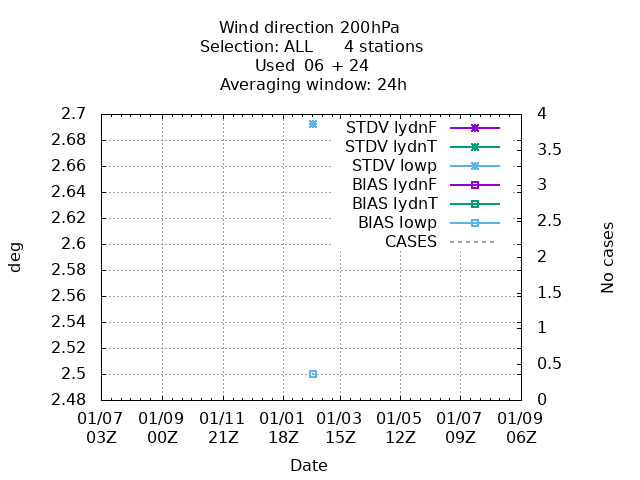 Wind direction 200hPa
Selection: ALL 4 stations
Used 06 + 24
Averaging window: 24h
2.7
2.68
2.66
2.64
2.62
2.6
2.58
2.56
2.54
2.52
2.5
2.48
deg
4
3.5
3
2.5
2
1.5
1
0.5
0
No cases
STDV lydnF
STDV lydnT
STDV lowp
BIAS lydnF
BIAS lydnT
BIAS lowp
CASES
01/07 01/09 01/11 01/01 01/03 01/05 01/07 01/09
03Z 00Z 21Z 18Z 15Z 12Z 09Z 06Z
Date